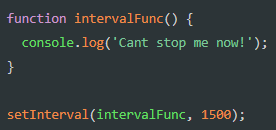 function intervalFunc() {
  console.log('Cant stop me now!');
}

setInterval(intervalFunc, 1500);